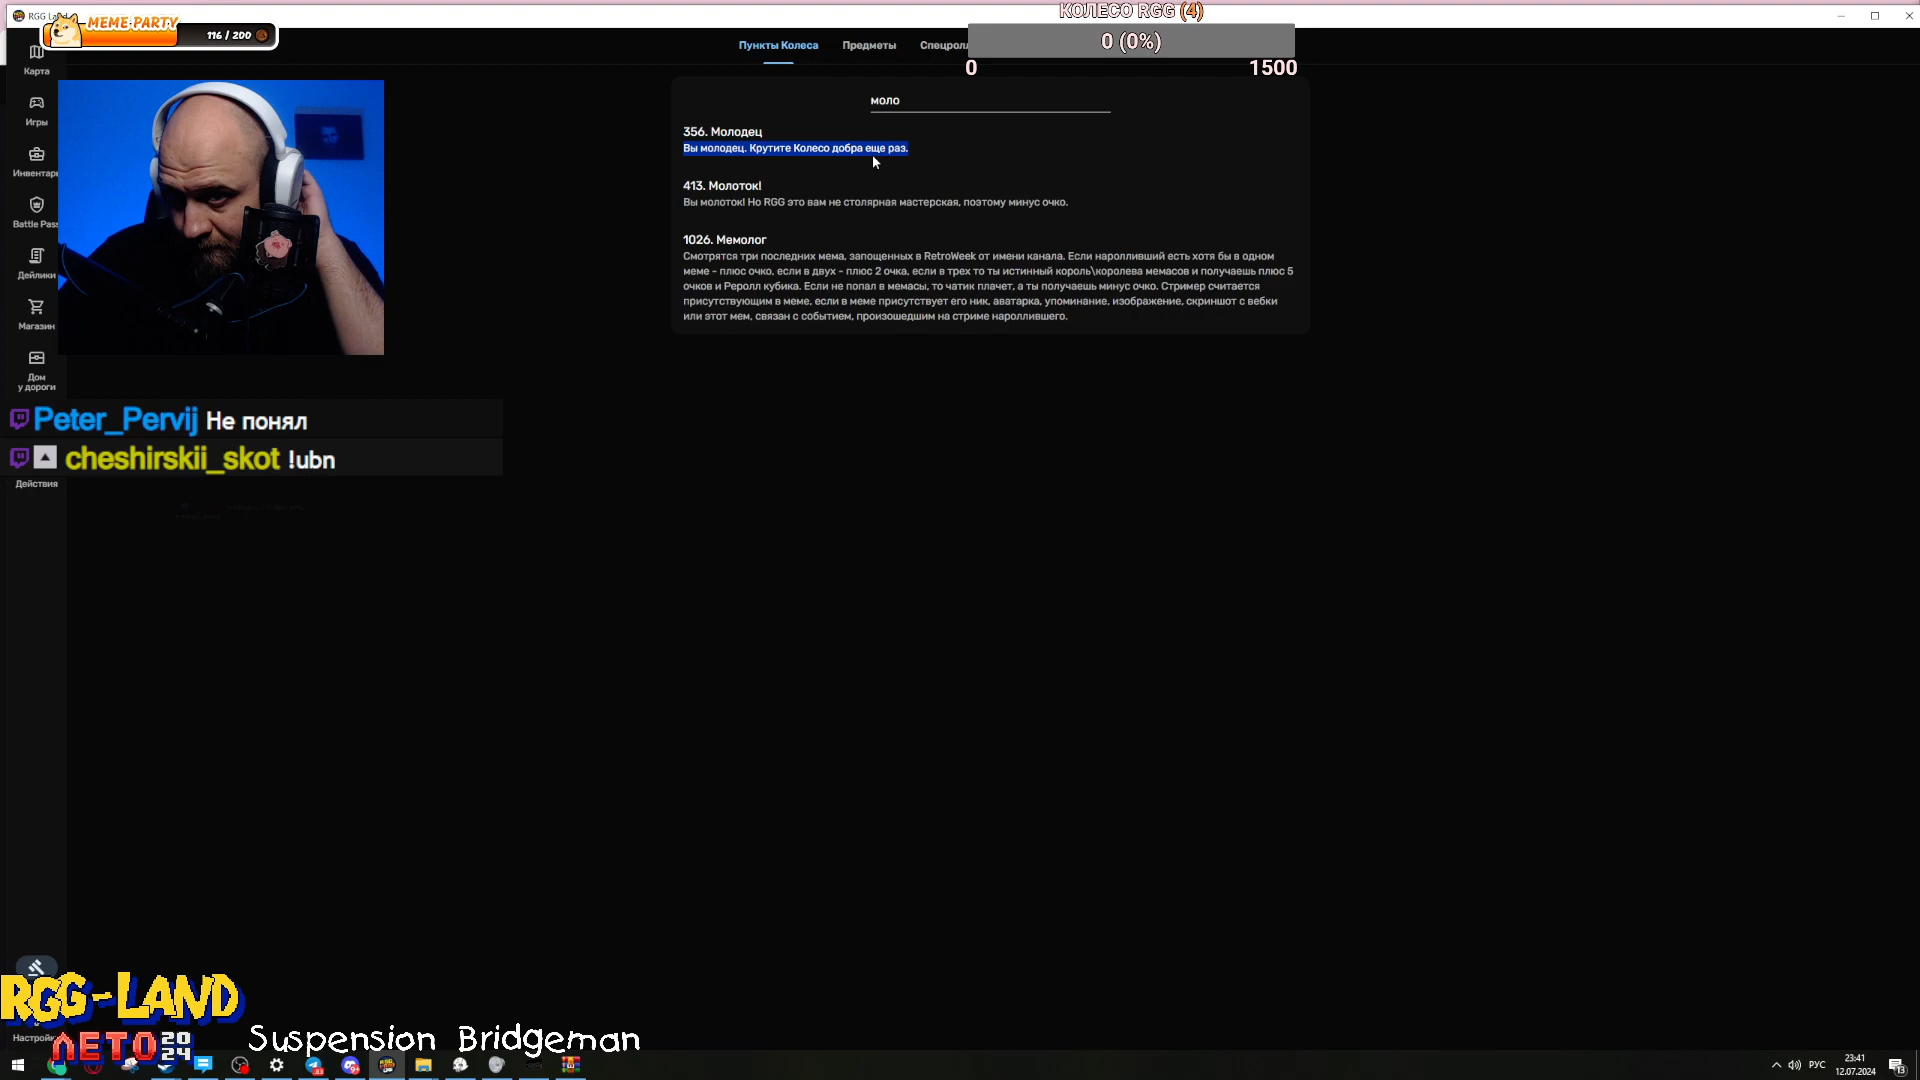 RGG Land
MEME PARTY
116 / 200
КОЛЕСО RGG (4)
0 (0%)
0
1500
Пункты Колеса
Предметы
Карта
Игры
Инвентарь
Battle Pass
Дейлики
Магазин
Дом
у дороги
Действия
моло
356. Молодец
Вы молодец. Крутите Колесо добра еще раз.
413. Молоток!
Вы молоток! Но RGG это вам не столярная мастерская, поэтому минус очко.
1026. Мемолог
Смотрятся три последних мема, запощенных в RetroWeek от имени канала. Если наролливший есть хотя бы в одном
меме - плюс очко, если в двух - плюс 2 очка, если в трех то ты истинный король\королева мемасов и получаешь плюс 5
очков и Реролл кубика. Если не попал в мемасы, то чатик плачет, а ты получаешь минус очко. Стример считается
присутствующим в меме, если в меме присутствует его ник, аватарка, упоминание, изображение, скриншот с вебки
или этот мем, связан с событием, произошедшим на стриме нароллившего.
Peter_Pervij Не понял
cheshirskii_skot !ubn
RGG-LAND
ЛЕТО 2024
Suspension Bridgeman
РУС
23:41
12.07.2024
13